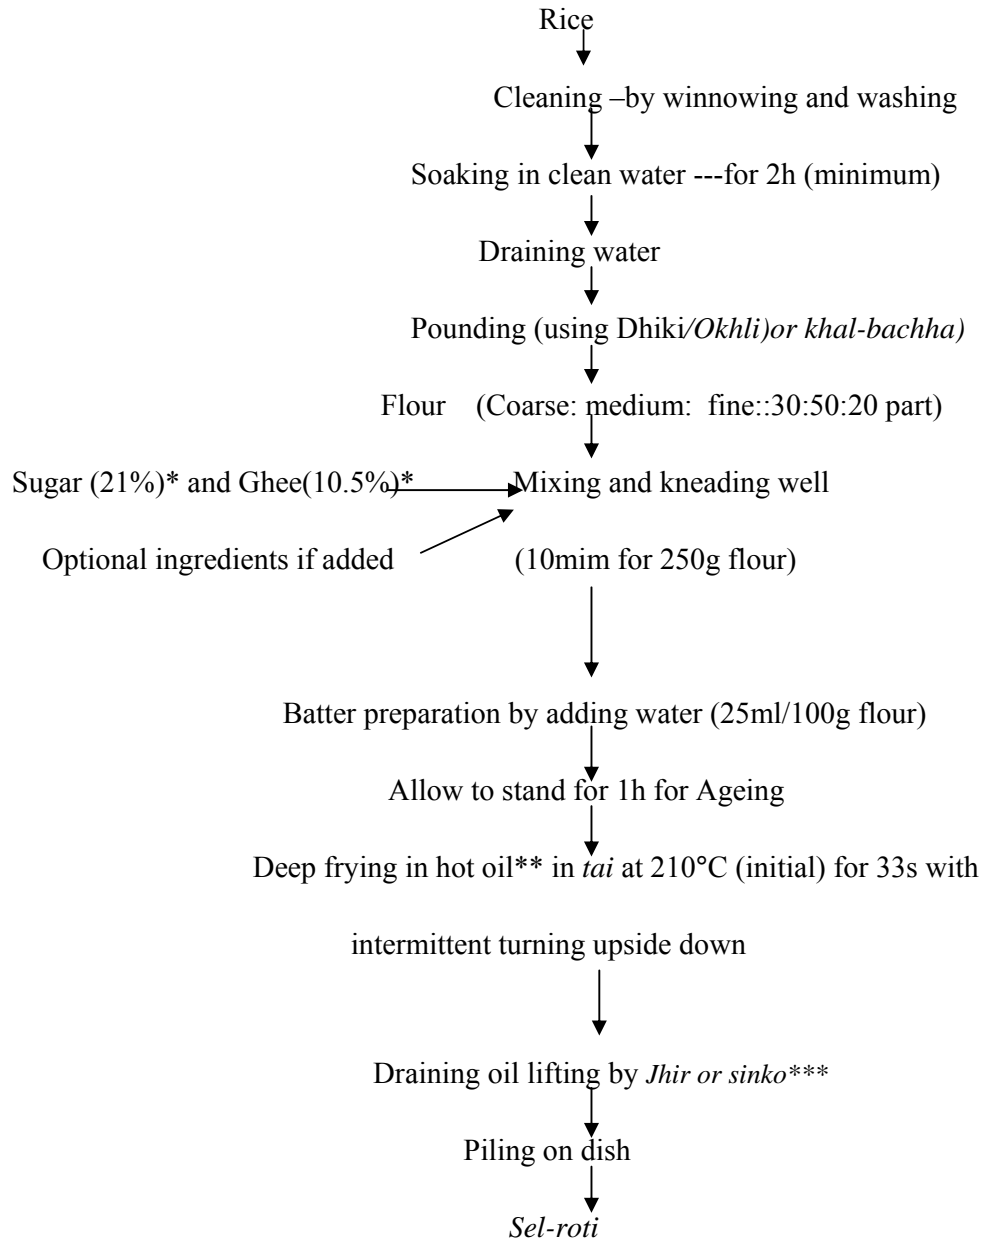 Rice
Cleaning –by winnowing and washing
Soaking in clean water ---for 2h (minimum)
Draining water
Pounding (using Dhiki/Okhli)or khal-bachha)
Flour (Coarse: medium: fine::30:50:20 part)
Sugar (21%)* and Ghee(10.5%)* Mixing and kneading well
Optional ingredients if added (10mim for 250g flour)
Batter preparation by adding water (25ml/100g flour)
Allow to stand for 1h for Ageing
Deep frying in hot oil** in tai at 210°C (initial) for 33s with
intermittent turning upside down
Draining oil lifting by Jhir or sinko***
Piling on dish
Sel-roti